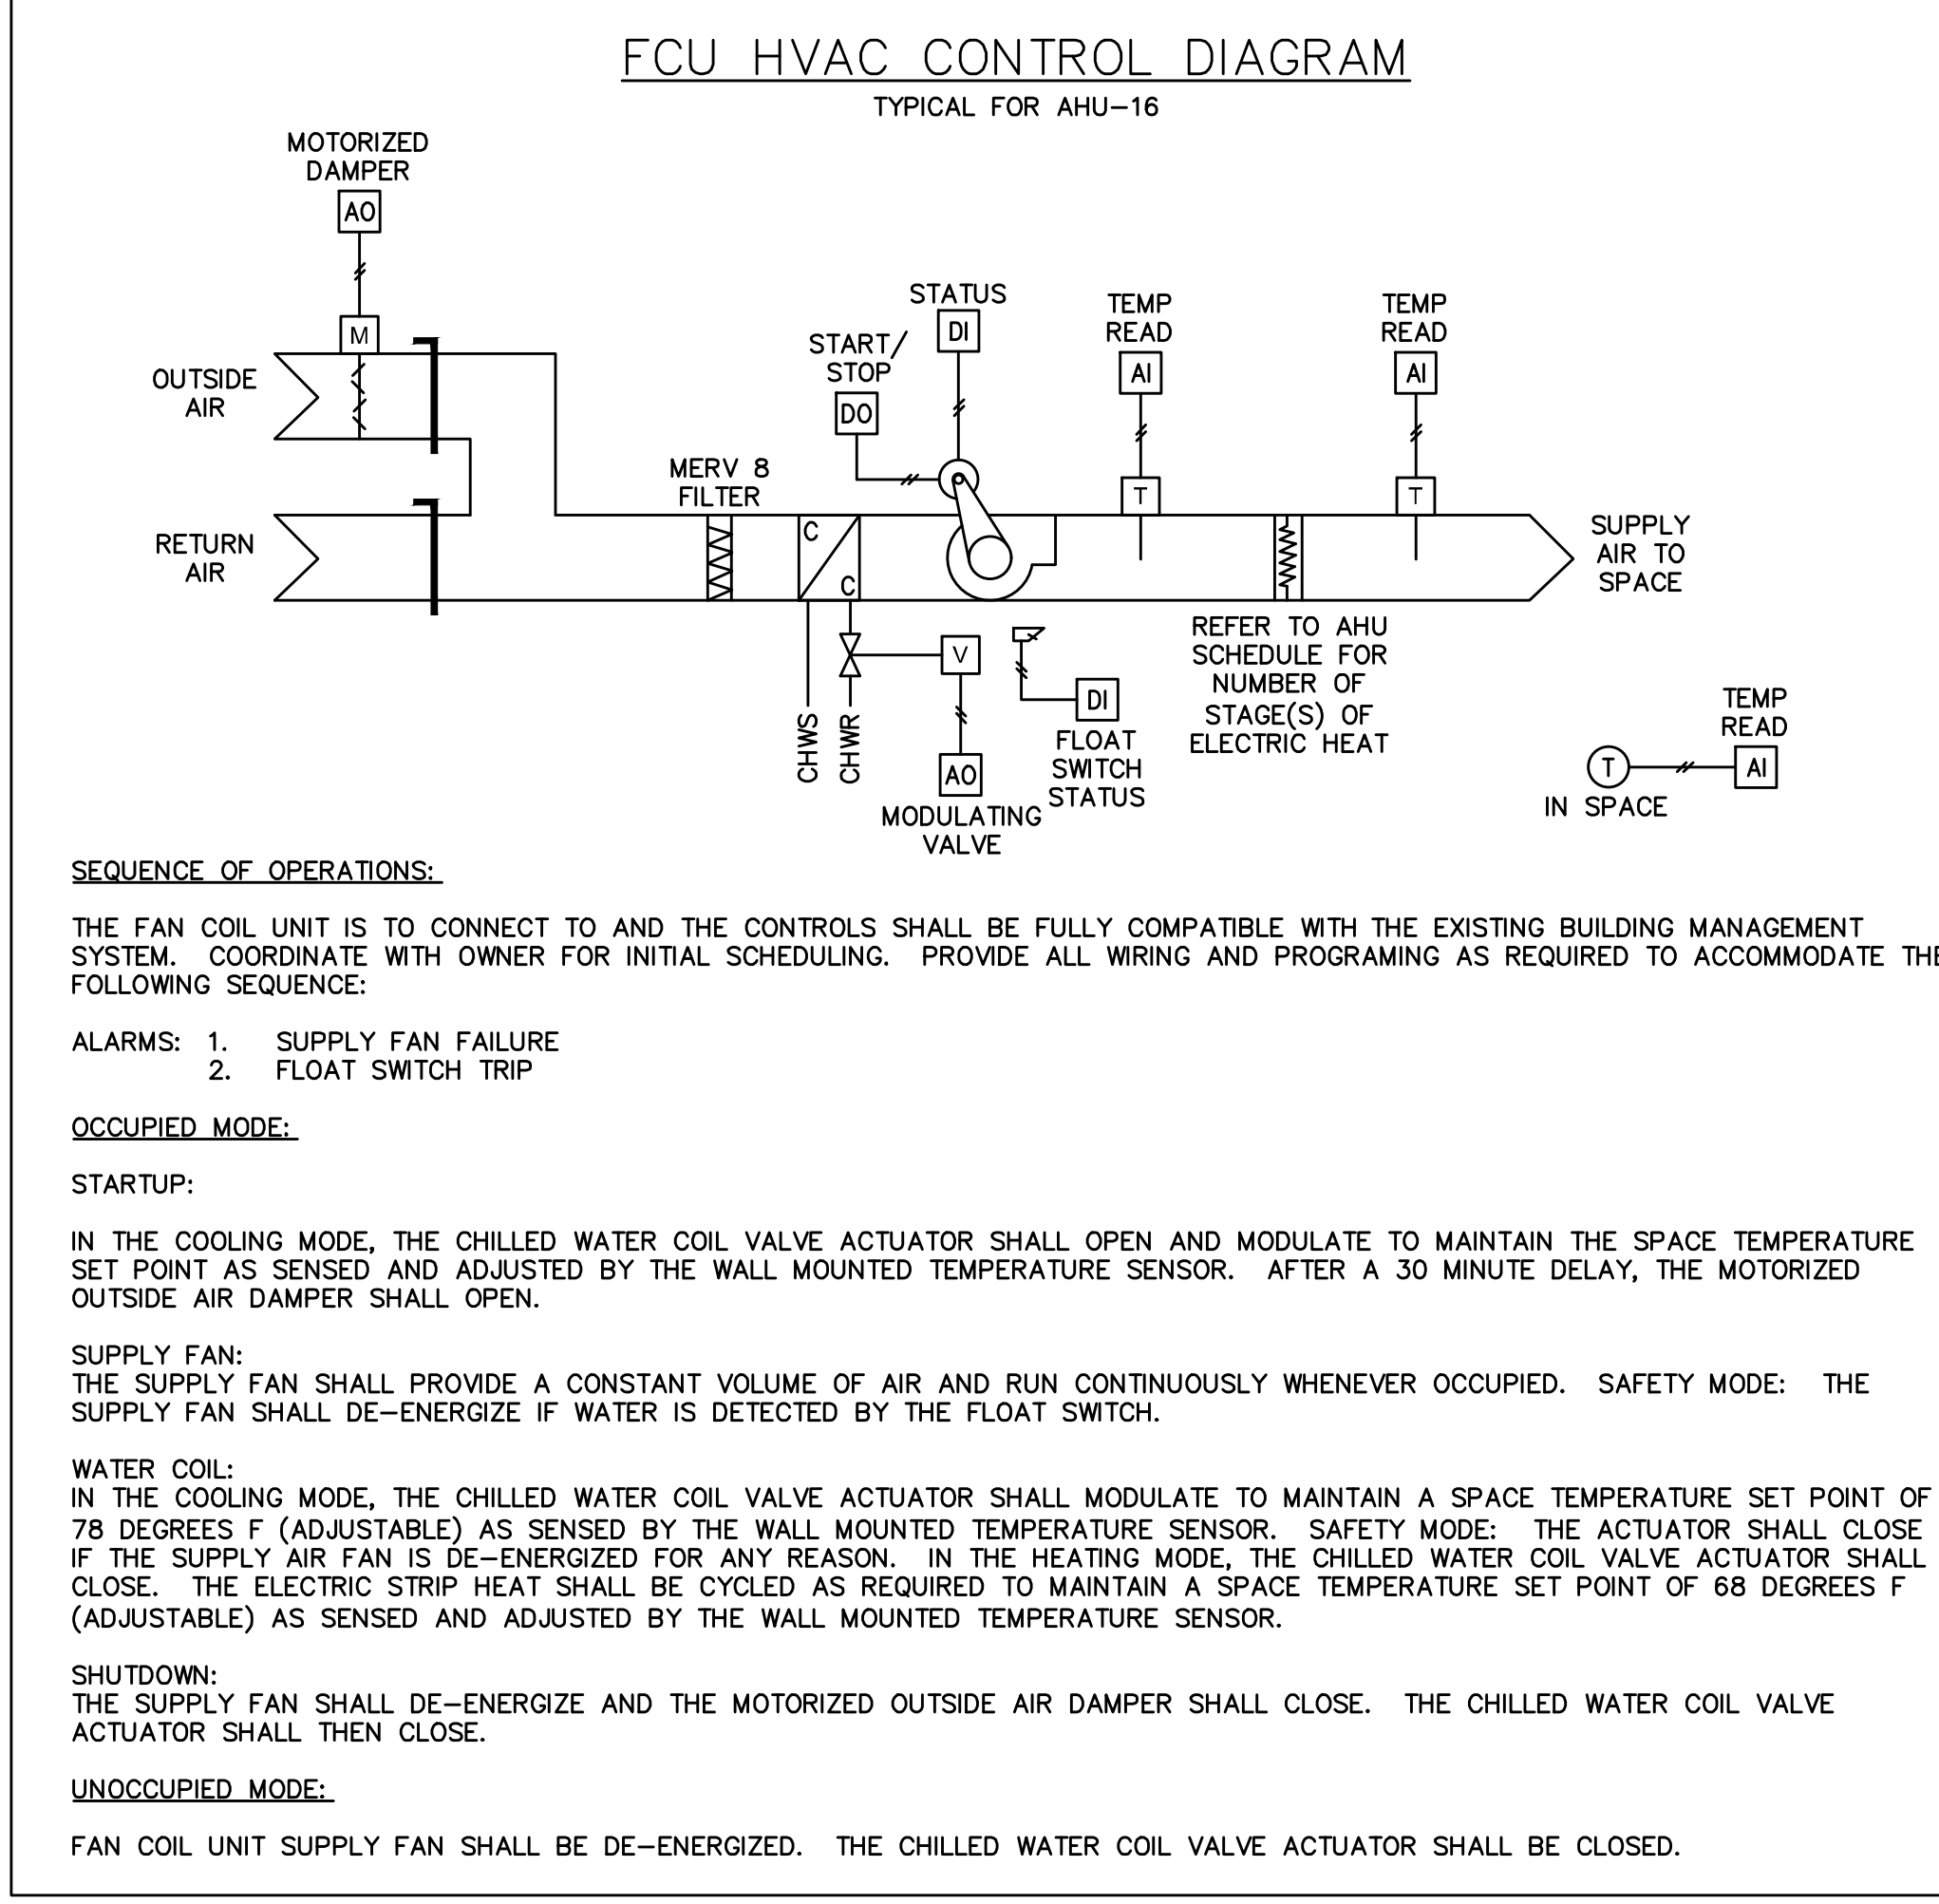 FCU HVAC CONTROL DIAGRAM
TYPICAL FOR AHU-16
MOTORIZED
DAMPER
AO
M
OUTSIDE
AIR
RETURN
AIR
MERV 8
FILTER
START/
STOP
DO
STATUS
DI
TEMP
READ
AI
T
TEMP
READ
AI
T
SUPPLY
AIR TO
SPACE
C
C
CHWS
CHWR
V
AO
MODULATING
VALVE
DI
FLOAT
SWITCH
STATUS
REFER TO AHU
SCHEDULE FOR
NUMBER OF
STAGE(S) OF
ELECTRIC HEAT
TEMP
READ
T
AI
IN SPACE
SEQUENCE OF OPERATIONS:
THE FAN COIL UNIT IS TO CONNECT TO AND THE CONTROLS SHALL BE FULLY COMPATIBLE WITH THE EXISTING BUILDING MANAGEMENT
SYSTEM. COORDINATE WITH OWNER FOR INITIAL SCHEDULING. PROVIDE ALL WIRING AND PROGRAMING AS REQUIRED TO ACCOMMODATE THE
FOLLOWING SEQUENCE:
ALARMS: 1. SUPPLY FAN FAILURE
2. FLOAT SWITCH TRIP
OCCUPIED MODE:
STARTUP:
IN THE COOLING MODE, THE CHILLED WATER COIL VALVE ACTUATOR SHALL OPEN AND MODULATE TO MAINTAIN THE SPACE TEMPERATURE
SET POINT AS SENSED AND ADJUSTED BY THE WALL MOUNTED TEMPERATURE SENSOR. AFTER A 30 MINUTE DELAY, THE MOTORIZED
OUTSIDE AIR DAMPER SHALL OPEN.
SUPPLY FAN:
THE SUPPLY FAN SHALL PROVIDE A CONSTANT VOLUME OF AIR AND RUN CONTINUOUSLY WHENEVER OCCUPIED. SAFETY MODE: THE
SUPPLY FAN SHALL DE-ENERGIZE IF WATER IS DETECTED BY THE FLOAT SWITCH.
WATER COIL:
IN THE COOLING MODE, THE CHILLED WATER COIL VALVE ACTUATOR SHALL MODULATE TO MAINTAIN A SPACE TEMPERATURE SET POINT OF
78 DEGREES F (ADJUSTABLE) AS SENSED BY THE WALL MOUNTED TEMPERATURE SENSOR. SAFETY MODE: THE ACTUATOR SHALL CLOSE
IF THE SUPPLY AIR FAN IS DE-ENERGIZED FOR ANY REASON. IN THE HEATING MODE, THE CHILLED WATER COIL VALVE ACTUATOR SHALL
CLOSE. THE ELECTRIC STRIP HEAT SHALL BE CYCLED AS REQUIRED TO MAINTAIN A SPACE TEMPERATURE SET POINT OF 68 DEGREES F
(ADJUSTABLE) AS SENSED AND ADJUSTED BY THE WALL MOUNTED TEMPERATURE SENSOR.
SHUTDOWN:
THE SUPPLY FAN SHALL DE-ENERGIZE AND THE MOTORIZED OUTSIDE AIR DAMPER SHALL CLOSE. THE CHILLED WATER COIL VALVE
ACTUATOR SHALL THEN CLOSE.
UNOCCUPIED MODE:
FAN COIL UNIT SUPPLY FAN SHALL BE DE-ENERGIZED. THE CHILLED WATER COIL VALVE ACTUATOR SHALL BE CLOSED.